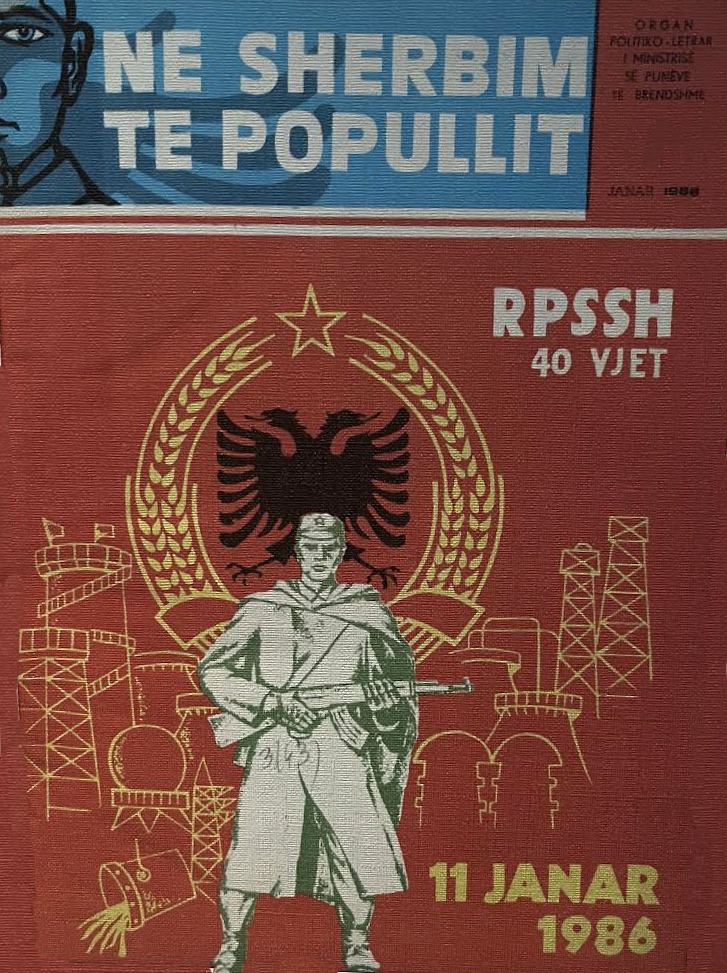 NE SHERBIM
TE POPULLIT
ORGAN
POLITIKO-LETRAR
I MINISTRISË
SË PUNËVE
TË BRENDSHME
JANAR 1986
RPSSH
40 VJET
11 JANAR
1986